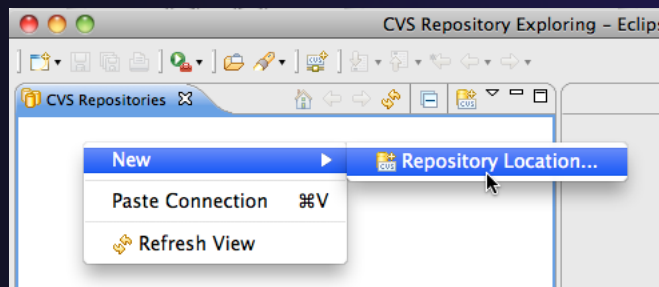 CVS Repository Exploring – Eclips
CVS Repositories
New
Repository Location...
Paste Connection ⌘V
Refresh View